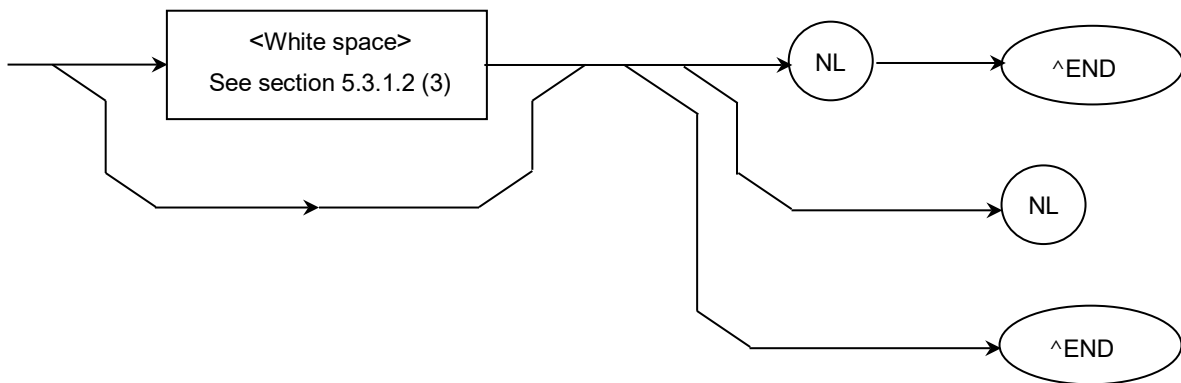 <White space>
See section 5.3.1.2 (3)
NL
^END
NL
^END